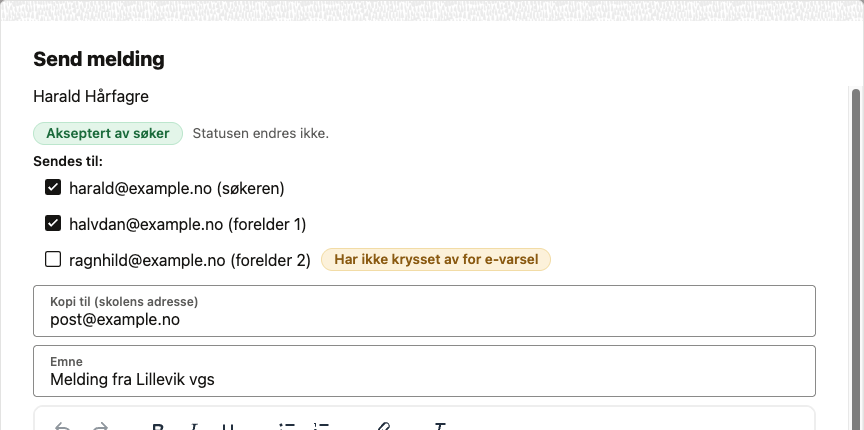 Send melding
Harald Hårfagre
Akseptert av søker Statusen endres ikke.
Sendes til:
harald@example.no (søkeren)
halvdan@example.no (forelder 1)
ragnhild@example.no (forelder 2) Har ikke krysset av for e-varsel
Kopi til (skolens adresse)
post@example.no
Emne
Melding fra Lillevik vgs